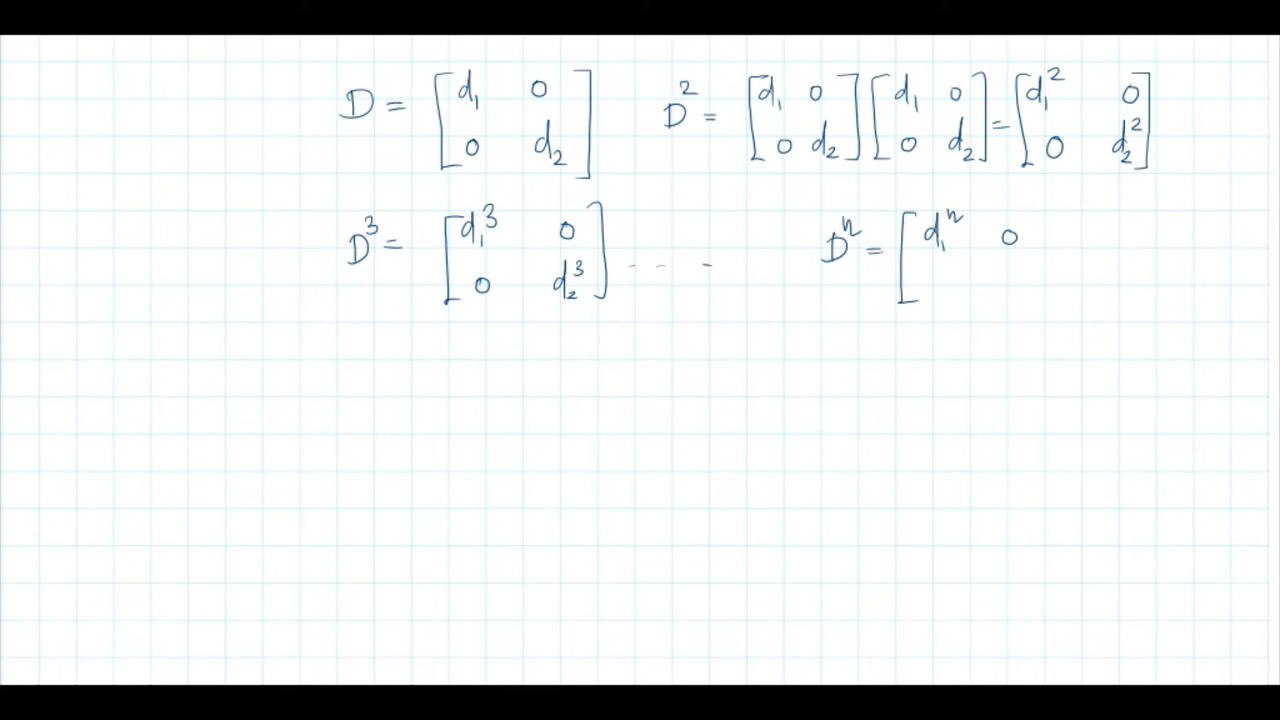 D = [d₁ 0 D² = [d₁ 0 [d₁ 0 = [d₁² 0
0 d₂] 0 d₂] 0 d₂] 0 d₂²]
D³ = [d₁³ 0 Dⁿ = [d₁ⁿ 0
0 d₂³] - - -